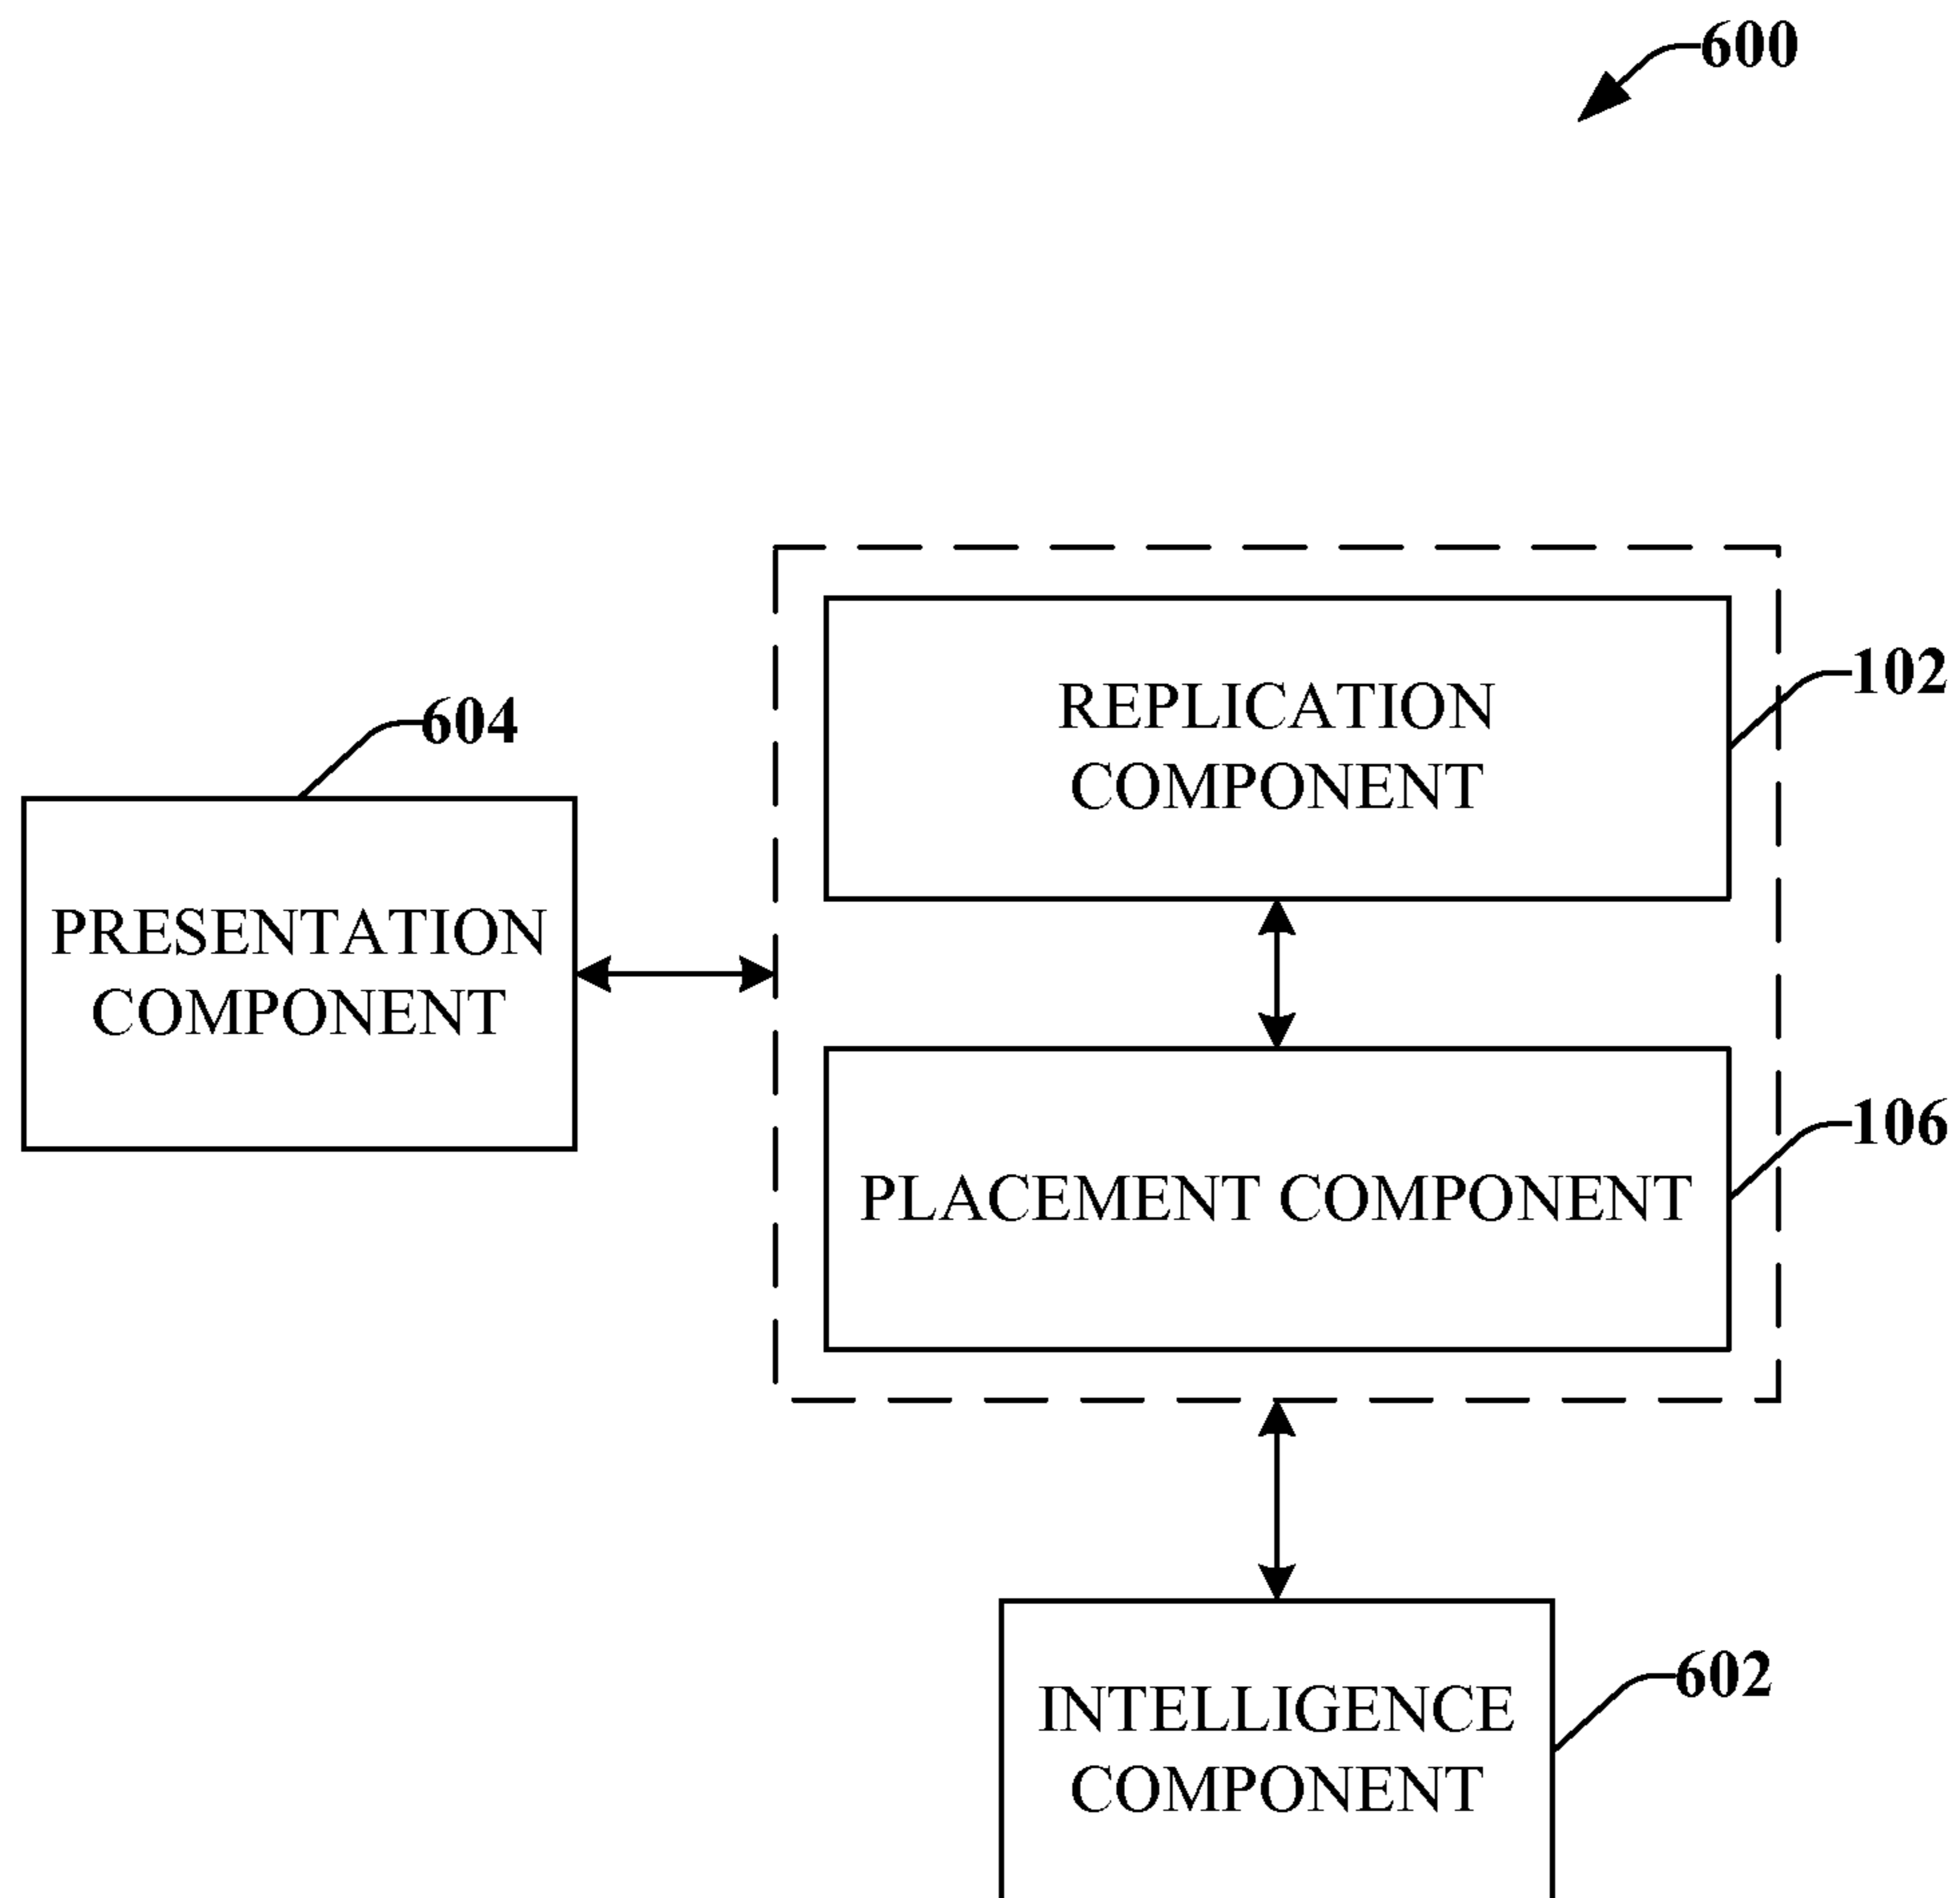 600
REPLICATION
COMPONENT
102
604
PRESENTATION
COMPONENT
PLACEMENT COMPONENT
106
INTELLIGENCE
COMPONENT
602